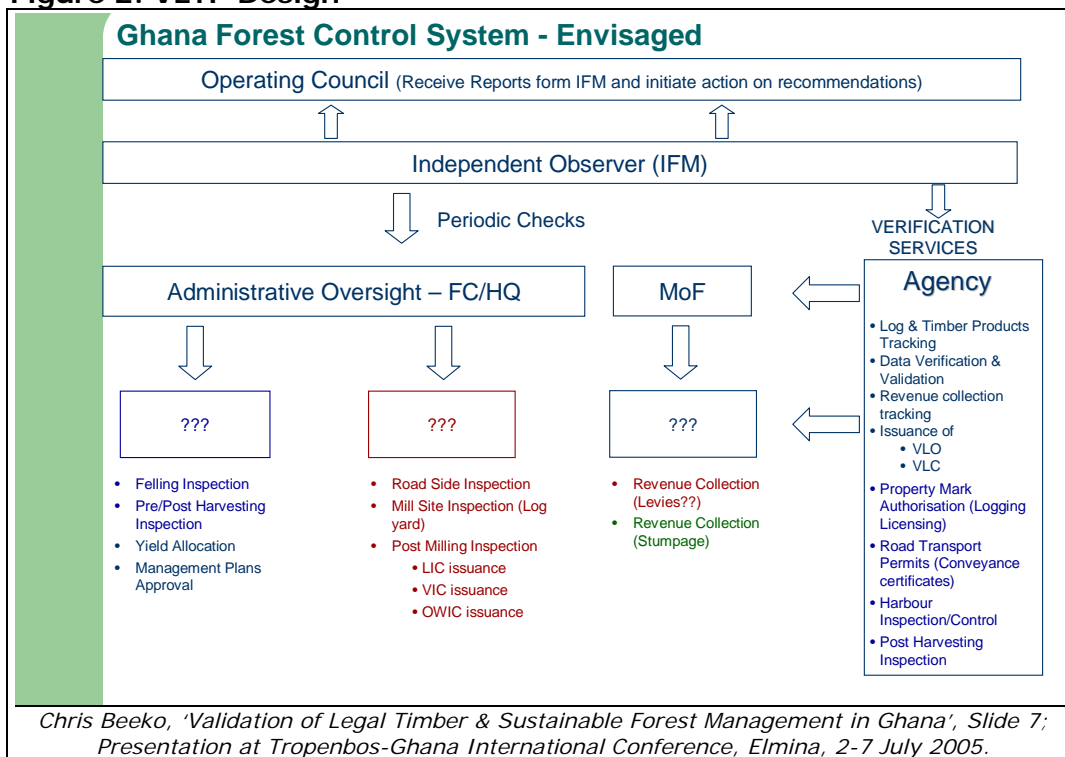 Ghana Forest Control System - Envisaged
Operating Council (Receive Reports form IFM and initiate action on recommendations)
Independent Observer (IFM)
Periodic Checks
VERIFICATION
SERVICES
Administrative Oversight – FC/HQ
MoF
Agency
• Log & Timber Products
Tracking
• Data Verification &
Validation
• Revenue collection
tracking
• Issuance of
• VLO
• VLC
• Property Mark
Authorisation (Logging
Licensing)
• Road Transport
Permits (Conveyance
certificates)
• Harbour
Inspection/Control
• Post Harvesting
Inspection
???
???
???
• Felling Inspection
• Pre/Post Harvesting
Inspection
• Yield Allocation
• Management Plans
Approval
• Road Side Inspection
• Mill Site Inspection (Log
yard)
• Post Milling Inspection
• LIC issuance
• VIC issuance
• OWIC issuance
• Revenue Collection
(Levies??)
• Revenue Collection
(Stumpage)
Chris Beeko, ‘Validation of Legal Timber & Sustainable Forest Management in Ghana’, Slide 7;
Presentation at Tropenbos-Ghana International Conference, Elmina, 2-7 July 2005.